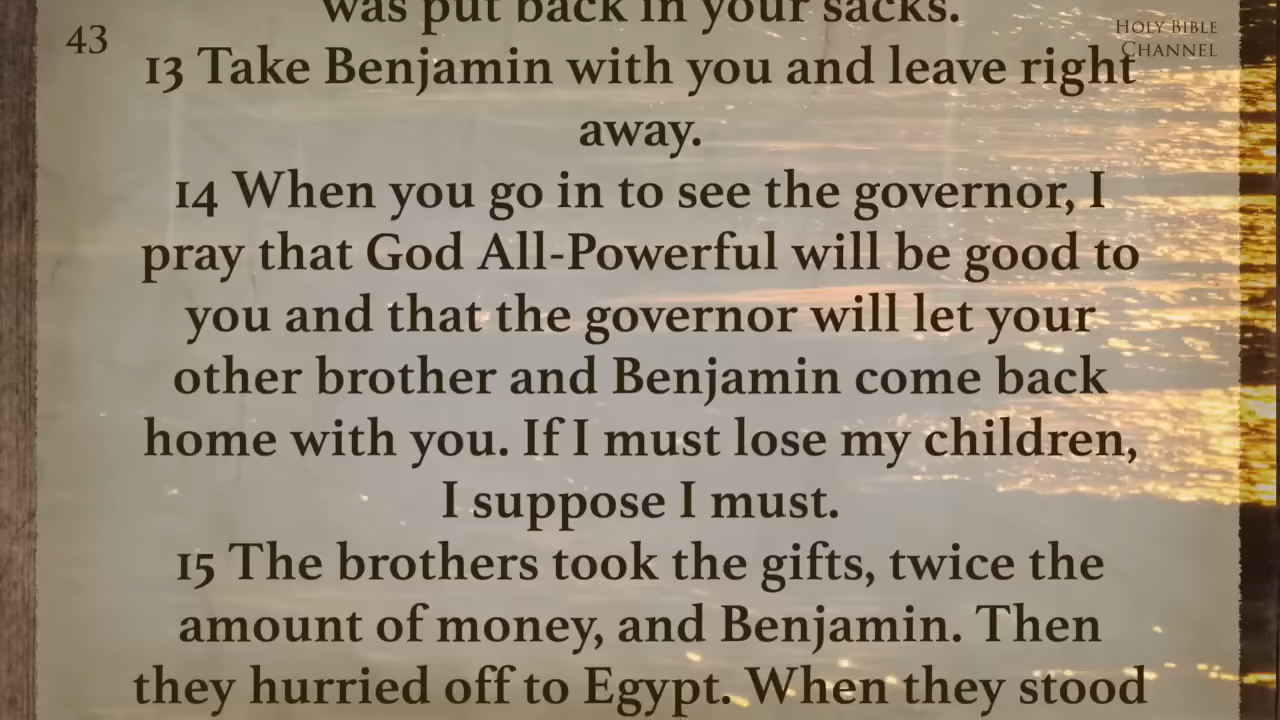 was put back in your sacks.
43
HOLY BIBLE
CHANNEL
13 Take Benjamin with you and leave right
away.
14 When you go in to see the governor, I
pray that God All-Powerful will be good to
you and that the governor will let your
other brother and Benjamin come back
home with you. If I must lose my children,
I suppose I must.
15 The brothers took the gifts, twice the
amount of money, and Benjamin. Then
they hurried off to Egypt. When they stood